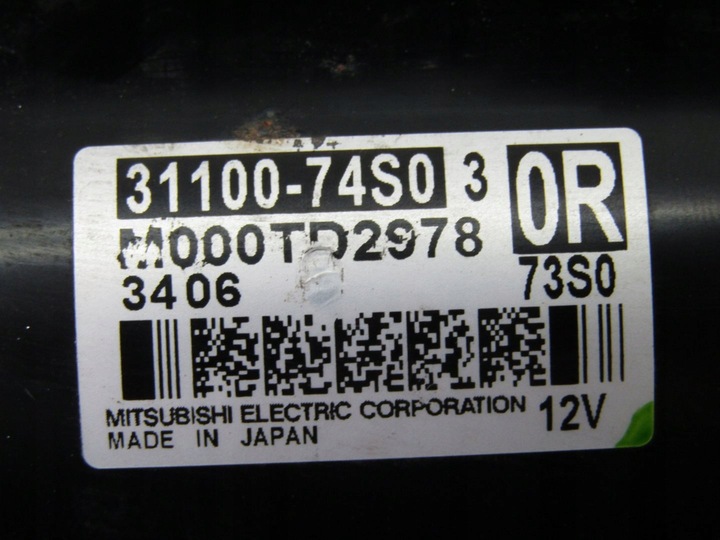 31100-74S0 3
0R
M000TD2978
3406
73S0
MITSUBISHI ELECTRIC CORPORATION
12V
MADE IN JAPAN